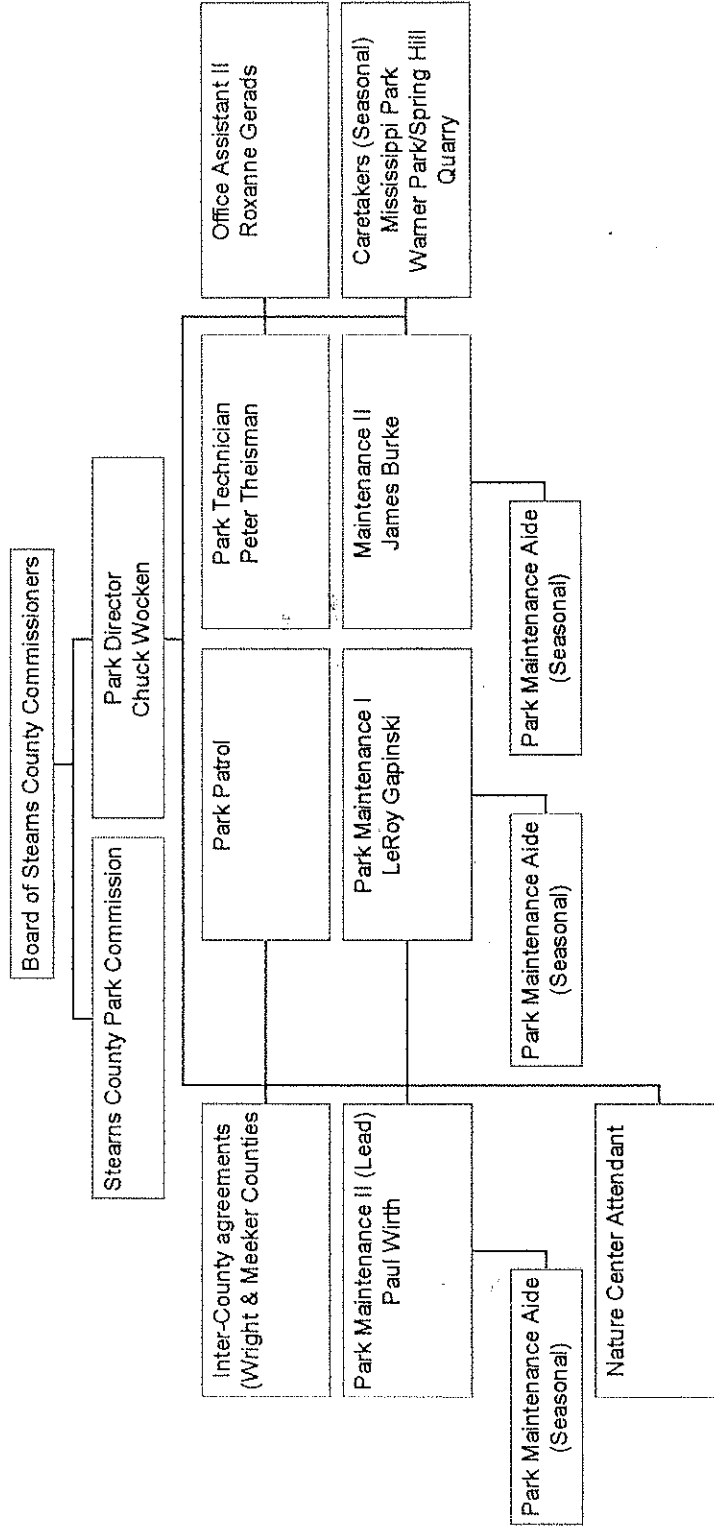 Board of Stearns County Commissioners
Stearns County Park Commission
Park Director
Chuck Wocken
Inter-County agreements
(Wright & Meeker Counties)
Park Patrol
Park Technician
Peter Theisman
Office Assistant II
Roxanne Gerads
Park Maintenance II (Lead)
Paul Wirth
Park Maintenance I
LeRoy Gapinski
Maintenance II
James Burke
Caretakers (Seasonal)
Mississippi Park
Warner Park/Spring Hill
Quarry
Park Maintenance Aide
(Seasonal)
Park Maintenance Aide
(Seasonal)
Park Maintenance Aide
(Seasonal)
Nature Center Attendant